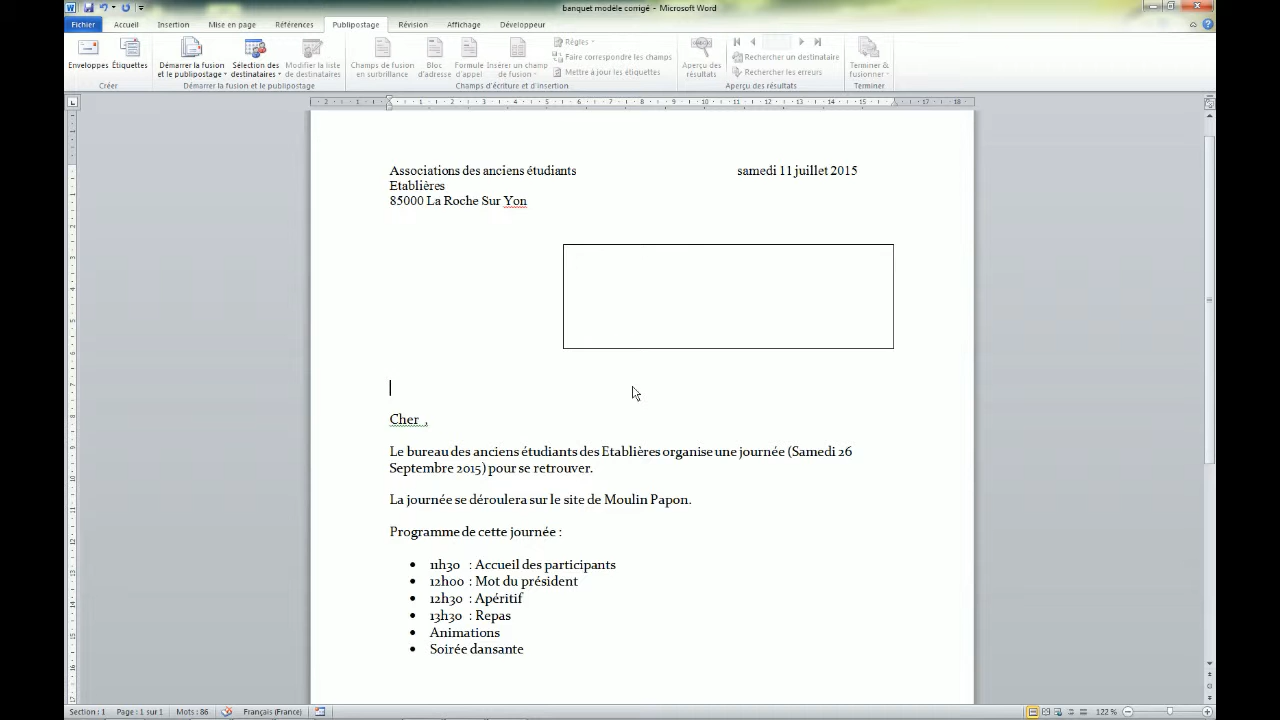 banquet modèle corrigé - Microsoft Word
Fichier Accueil Insertion Mise en page Références Publipostage Révision Affichage Développeur
Enveloppes Étiquettes
Créer
Démarrer la fusion et le publipostage
Sélection des destinataires
Modifier la liste de destinataires
Démarrer la fusion et le publipostage
Champs de fusion en surbrillance
Bloc d'adresse
Formule d'appel
Insérer un champ de fusion
Règles
Faire correspondre les champs
Mettre à jour les étiquettes
Champs d'écriture et d'insertion
Aperçu des résultats
Rechercher un destinataire
Rechercher les erreurs
Aperçu des résultats
Terminer & fusionner
Terminer
Associations des anciens étudiants samedi 11 juillet 2015
Etablières
85000 La Roche Sur Yon
Cher ,
Le bureau des anciens étudiants des Etablières organise une journée (Samedi 26
Septembre 2015) pour se retrouver.
La journée se déroulera sur le site de Moulin Papon.
Programme de cette journée :
• 11h30 : Accueil des participants
• 12h00 : Mot du président
• 12h30 : Apéritif
• 13h30 : Repas
• Animations
• Soirée dansante
Section : 1 Page : 1 sur 1 Mots : 86 Français (France) 122 %